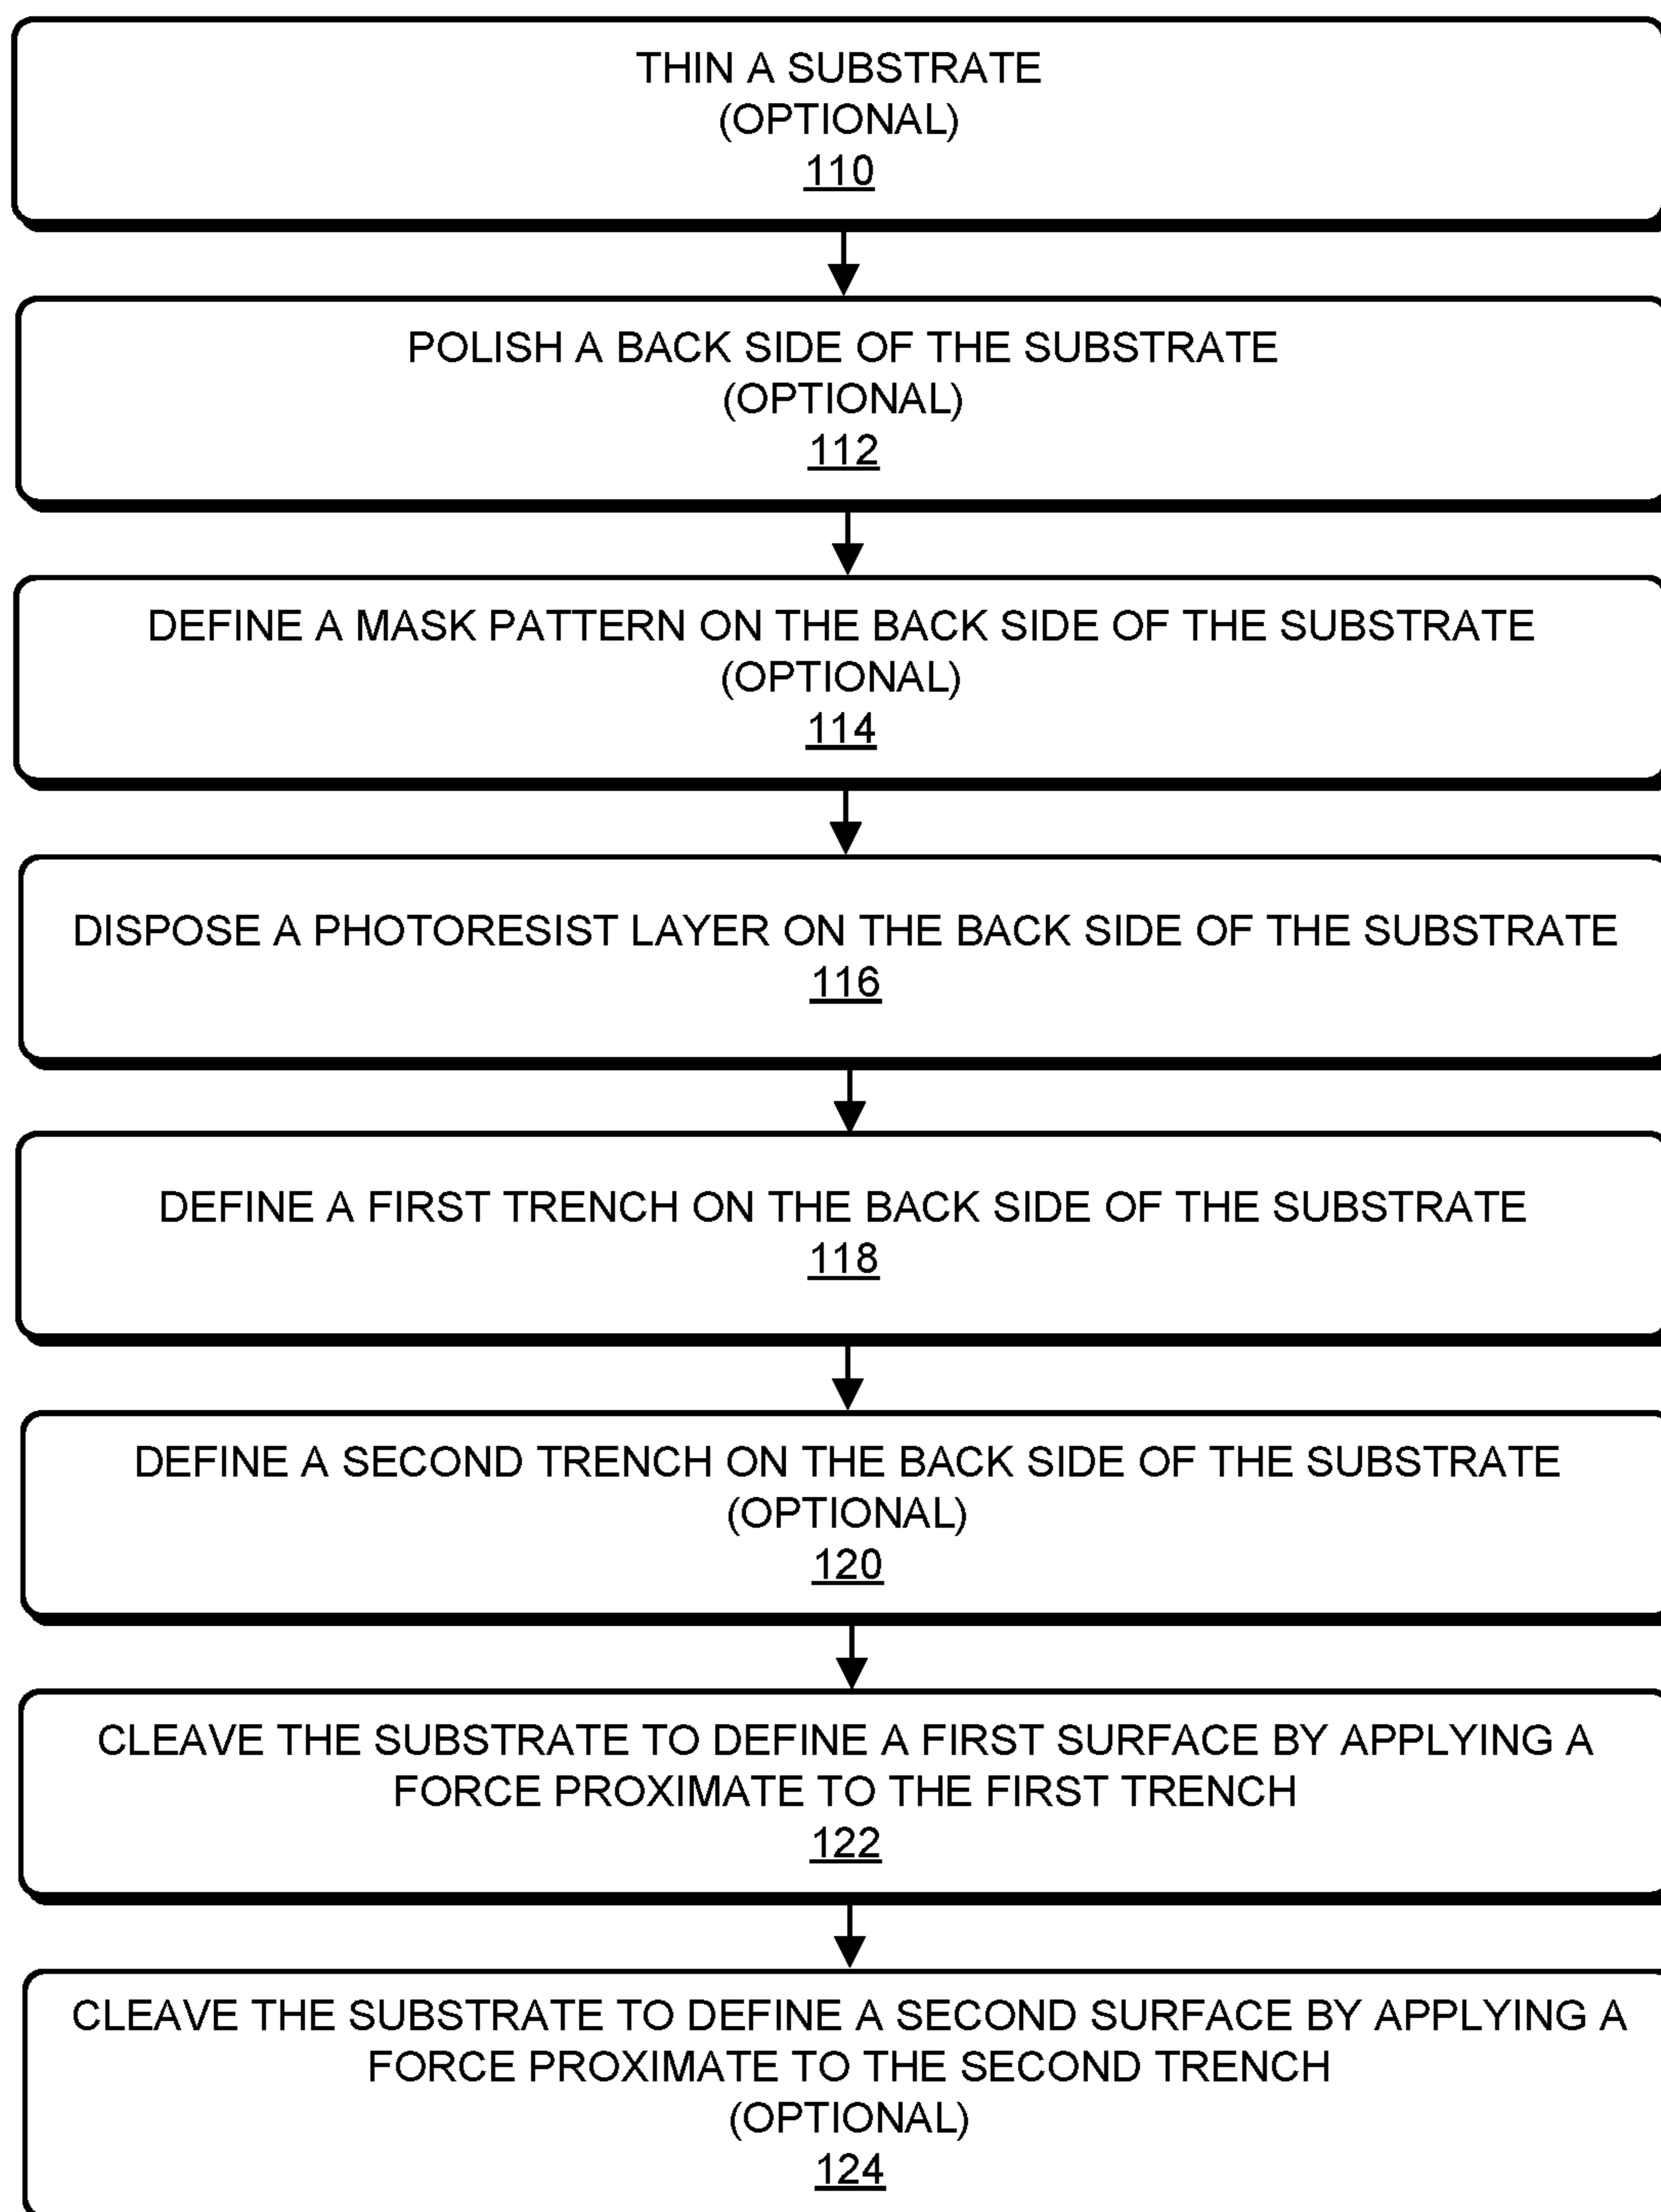 THIN A SUBSTRATE
(OPTIONAL)
110
POLISH A BACK SIDE OF THE SUBSTRATE
(OPTIONAL)
112
DEFINE A MASK PATTERN ON THE BACK SIDE OF THE SUBSTRATE
(OPTIONAL)
114
DISPOSE A PHOTORESIST LAYER ON THE BACK SIDE OF THE SUBSTRATE
116
DEFINE A FIRST TRENCH ON THE BACK SIDE OF THE SUBSTRATE
118
DEFINE A SECOND TRENCH ON THE BACK SIDE OF THE SUBSTRATE
(OPTIONAL)
120
CLEAVE THE SUBSTRATE TO DEFINE A FIRST SURFACE BY APPLYING A
FORCE PROXIMATE TO THE FIRST TRENCH
122
CLEAVE THE SUBSTRATE TO DEFINE A SECOND SURFACE BY APPLYING A
FORCE PROXIMATE TO THE SECOND TRENCH
(OPTIONAL)
124